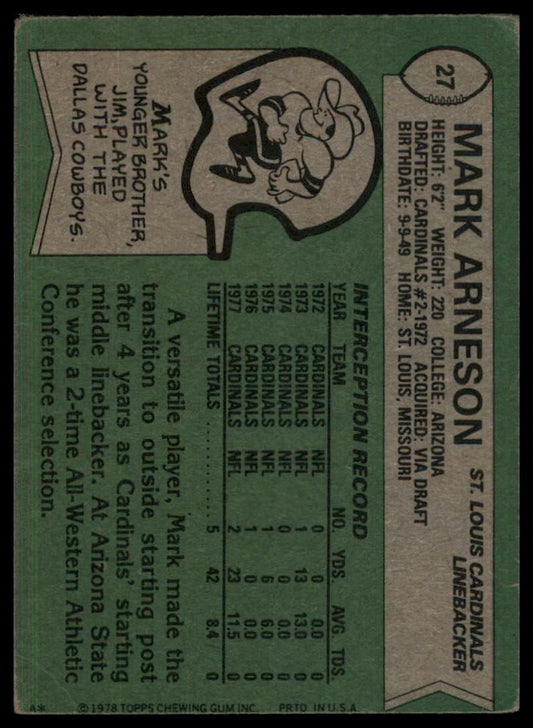 27
MARK ARNESON
ST. LOUIS CARDINALS
LINEBACKER
HEIGHT: 6'2" WEIGHT: 220 COLLEGE: ARIZONA
DRAFTED: CARDINALS #2-1972 ACQUIRED: VIA DRAFT
BIRTHDATE: 9-9-49 HOME: ST. LOUIS, MISSOURI
MARK'S
YOUNGER BROTHER,
JIM, PLAYED
WITH THE
DALLAS COWBOYS.
INTERCEPTION RECORD
YEAR TEAM NO. YDS. AVG. TDS.
1972 CARDINALS NFL 0 0 0.0 0
1973 CARDINALS NFL 1 13 13.0 0
1974 CARDINALS NFL 0 0 0.0 0
1975 CARDINALS NFL 1 6 6.0 0
1976 CARDINALS NFL 1 0 0.0 0
1977 CARDINALS NFL 2 23 11.5 0
LIFETIME TOTALS ........ 5 42 8.4 0
A versatile player, Mark made the
transition to outside starting post
after 4 years as Cardinals' starting
middle linebacker. At Arizona State
he was a 2-time All-Western Athletic
Conference selection.
A* ©1978 TOPPS CHEWING GUM INC. PRTD. IN U.S.A.